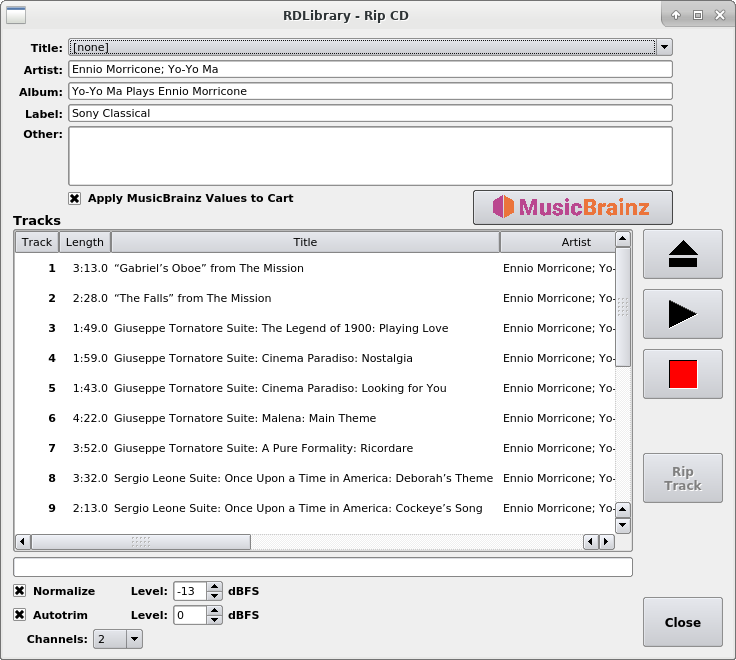 RDLibrary - Rip CD
Title: [none]
Artist: Ennio Morricone; Yo-Yo Ma
Album: Yo-Yo Ma Plays Ennio Morricone
Label: Sony Classical
Other:
Apply MusicBrainz Values to Cart
MusicBrainz
Tracks
Track Length Title Artist
1 3:13.0 “Gabriel’s Oboe” from The Mission Ennio Morricone; Yo-
2 2:28.0 “The Falls” from The Mission Ennio Morricone; Yo-
3 1:49.0 Giuseppe Tornatore Suite: The Legend of 1900: Playing Love Ennio Morricone; Yo-
4 1:59.0 Giuseppe Tornatore Suite: Cinema Paradiso: Nostalgia Ennio Morricone; Yo-
5 1:43.0 Giuseppe Tornatore Suite: Cinema Paradiso: Looking for You Ennio Morricone; Yo-
6 4:22.0 Giuseppe Tornatore Suite: Malena: Main Theme Ennio Morricone; Yo-
7 3:52.0 Giuseppe Tornatore Suite: A Pure Formality: Ricordare Ennio Morricone; Yo-
8 3:32.0 Sergio Leone Suite: Once Upon a Time in America: Deborah’s Theme Ennio Morricone; Yo-
9 2:13.0 Sergio Leone Suite: Once Upon a Time in America: Cockeye’s Song Ennio Morricone; Yo-
Rip
Track
Normalize Level: -13 dBFS
Autotrim Level: 0 dBFS
Channels: 2
Close